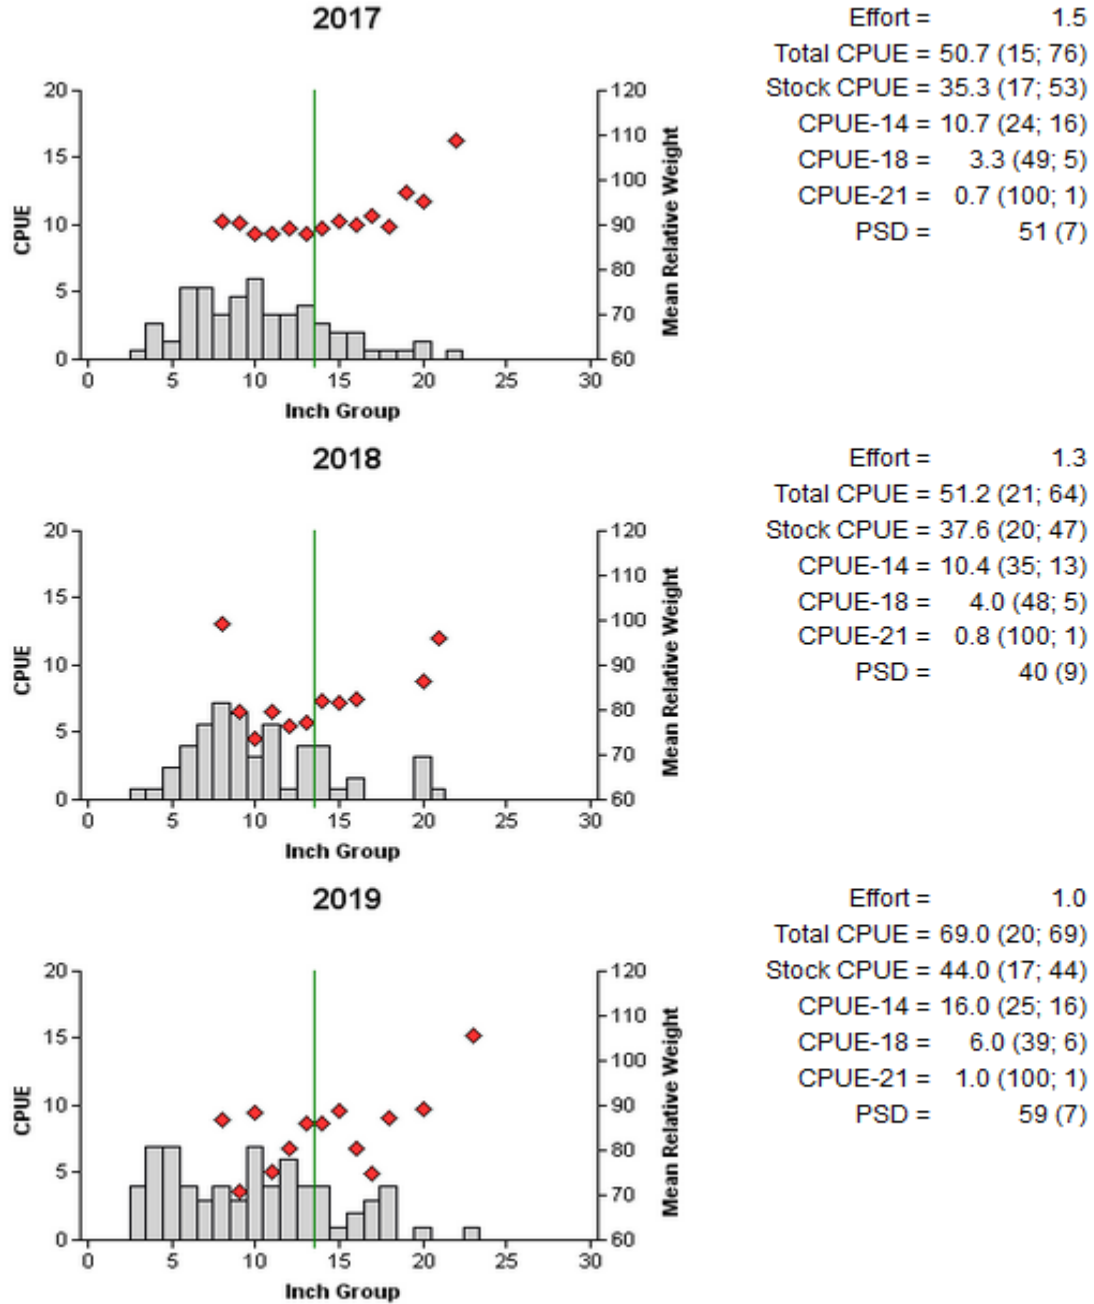 2017
Effort = 1.5
Total CPUE = 50.7 (15; 76)
Stock CPUE = 35.3 (17; 53)
CPUE-14 = 10.7 (24; 16)
CPUE-18 = 3.3 (49; 5)
CPUE-21 = 0.7 (100; 1)
PSD = 51 (7)
20 120
110
15
100
10 90
80
5
70
0 60
CPUE
Mean Relative Weight
0 5 10 15 20 25 30
Inch Group
2018
Effort = 1.3
Total CPUE = 51.2 (21; 64)
Stock CPUE = 37.6 (20; 47)
CPUE-14 = 10.4 (35; 13)
CPUE-18 = 4.0 (48; 5)
CPUE-21 = 0.8 (100; 1)
PSD = 40 (9)
20 120
110
15
100
10 90
80
5
70
0 60
CPUE
Mean Relative Weight
0 5 10 15 20 25 30
Inch Group
2019
Effort = 1.0
Total CPUE = 69.0 (20; 69)
Stock CPUE = 44.0 (17; 44)
CPUE-14 = 16.0 (25; 16)
CPUE-18 = 6.0 (39; 6)
CPUE-21 = 1.0 (100; 1)
PSD = 59 (7)
20 120
110
15
100
10 90
80
5
70
0 60
CPUE
Mean Relative Weight
0 5 10 15 20 25 30
Inch Group